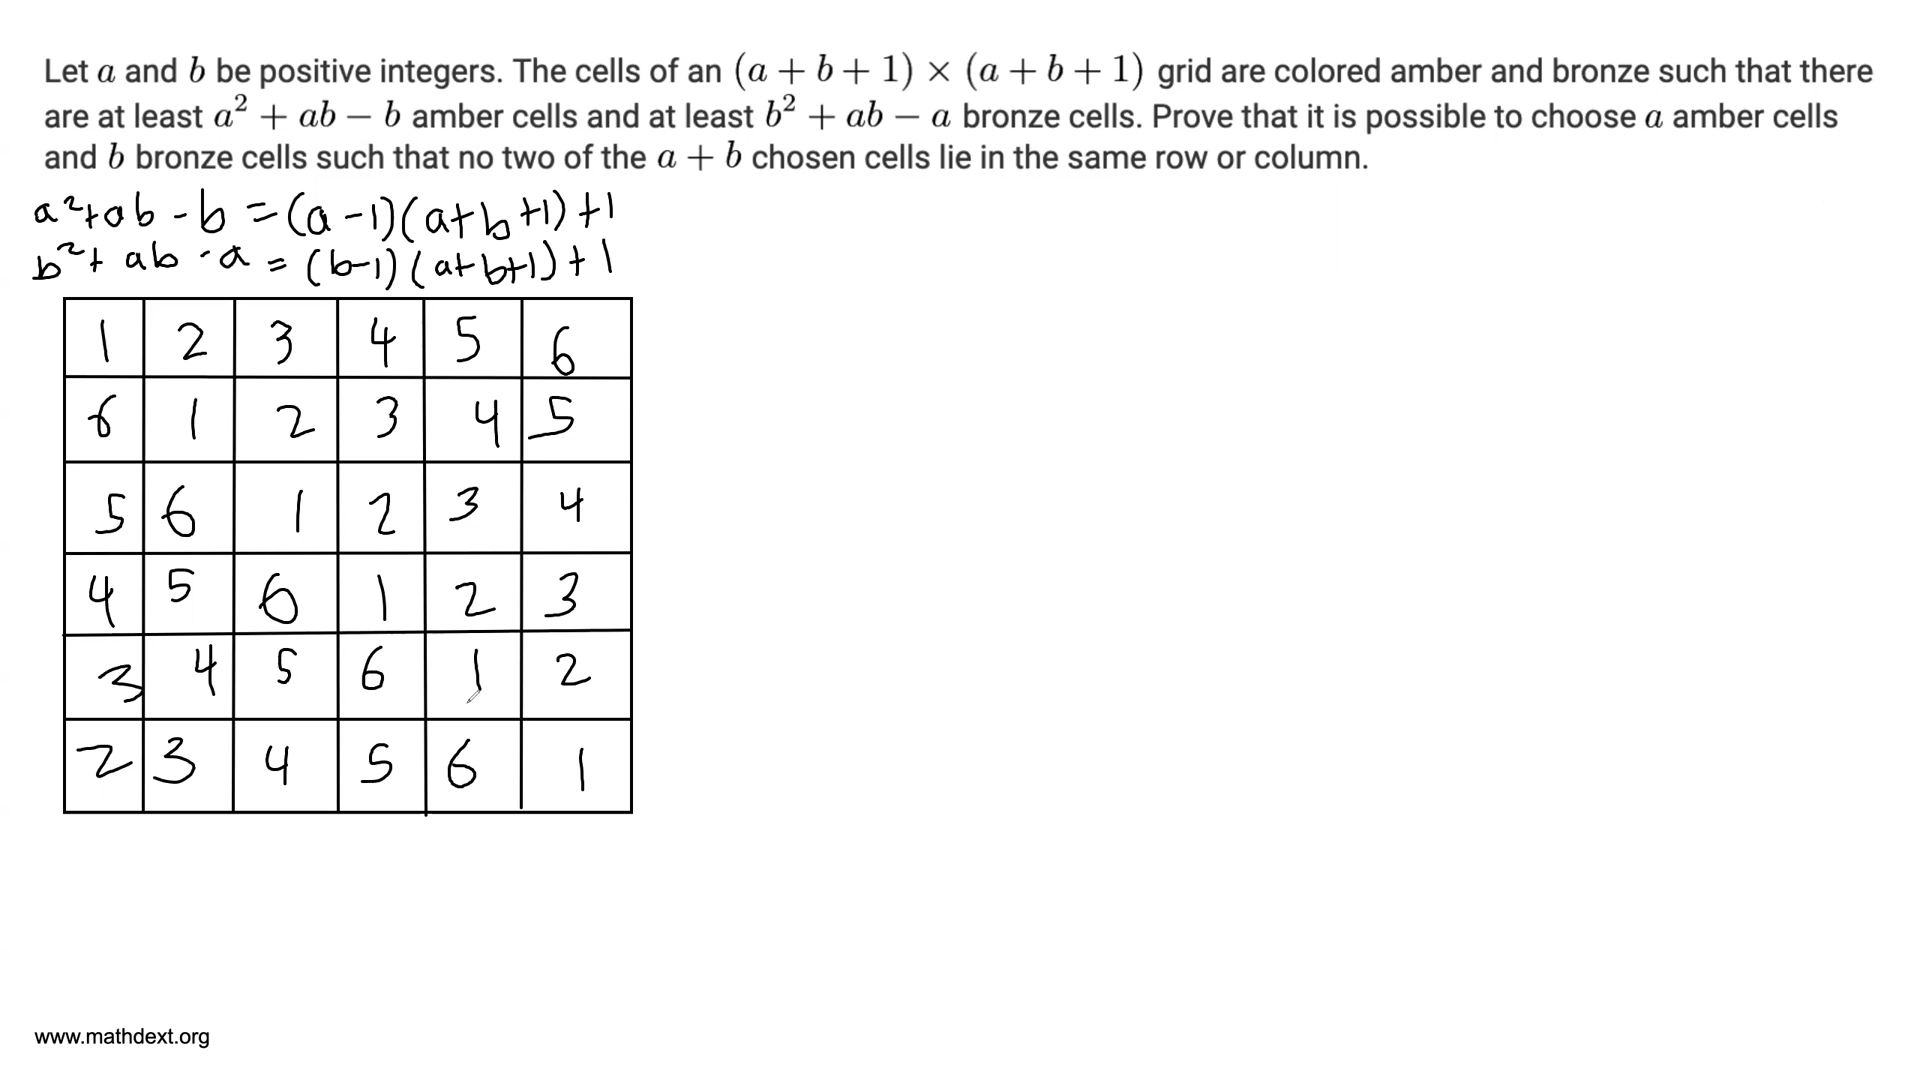 Let a and b be positive integers. The cells of an (a + b + 1) × (a + b + 1) grid are colored amber and bronze such that there
are at least a² + ab − b amber cells and at least b² + ab − a bronze cells. Prove that it is possible to choose a amber cells
and b bronze cells such that no two of the a + b chosen cells lie in the same row or column.
a²+ab-b = (a-1)(a+b+1)+1
b²+ab-a = (b-1)(a+b+1)+1
1 2 3 4 5 6
6 1 2 3 4 5
5 6 1 2 3 4
4 5 6 1 2 3
3 4 5 6 1 2
2 3 4 5 6 1
www.mathdext.org